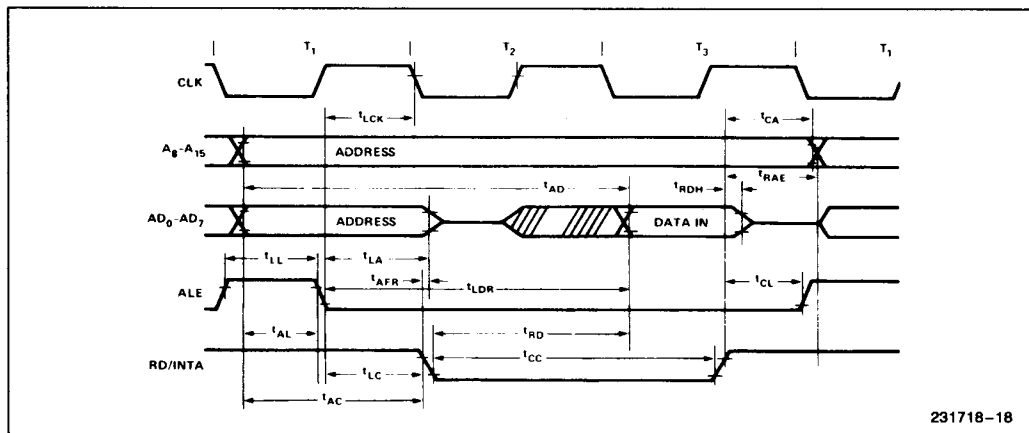 T1 T2 T3 T1
CLK
tLCK tCA
A8-A15 ADDRESS
tRAE
tAD tRDH
AD0-AD7 ADDRESS DATA IN
tLL tLA
tAFR tLDR tCL
ALE
tAL tRD
tCC
RD/INTA
tLC
tAC
231718-18